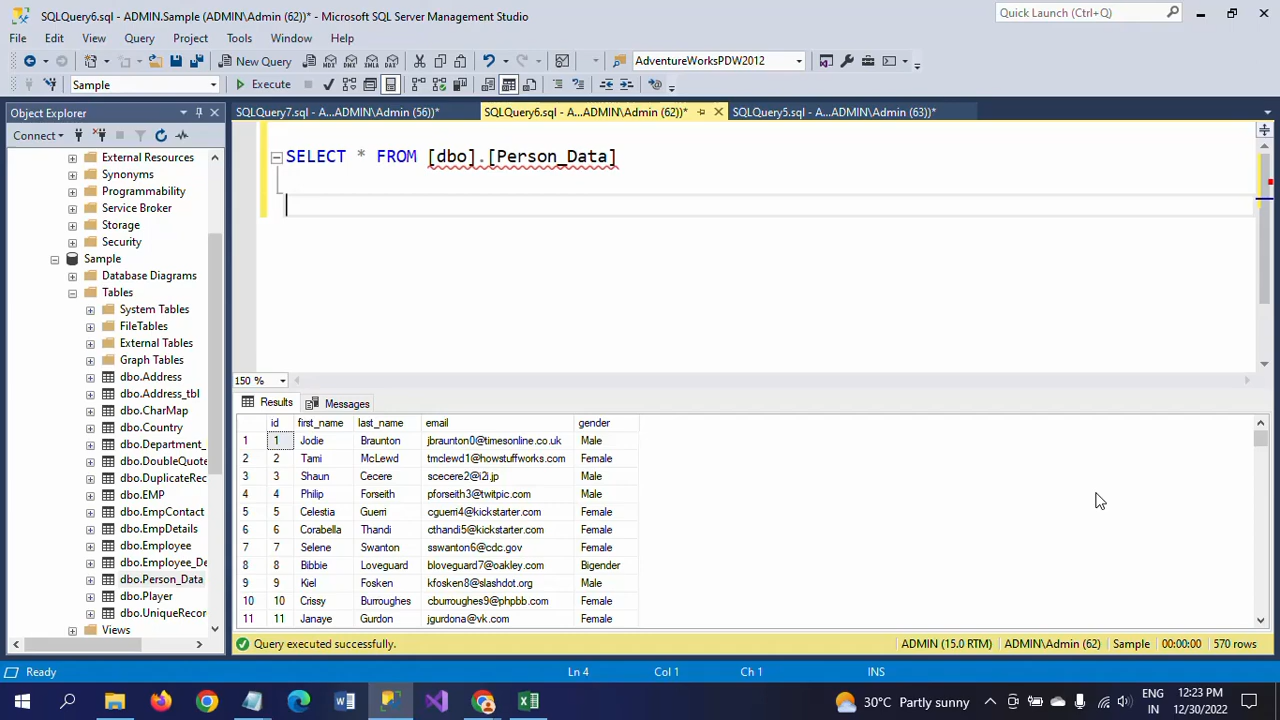 SQLQuery6.sql - ADMIN.Sample (ADMIN\Admin (62))* - Microsoft SQL Server Management Studio
Quick Launch (Ctrl+Q)
File Edit View Query Project Tools Window Help
New Query
AdventureWorksPDW2012
Sample
Execute
Object Explorer
SQLQuery7.sql - A...ADMIN\Admin (56))*
SQLQuery6.sql - A...ADMIN\Admin (62))*
SQLQuery5.sql - A...ADMIN\Admin (63))*
Connect
External Resources
Synonyms
Programmability
Service Broker
Storage
Security
Sample
Database Diagrams
Tables
System Tables
FileTables
External Tables
Graph Tables
dbo.Address
dbo.Address_tbl
dbo.CharMap
dbo.Country
dbo.Department_
dbo.DoubleQuote
dbo.DuplicateRec
dbo.EMP
dbo.EmpContact
dbo.EmpDetails
dbo.Employee
dbo.Employee_De
dbo.Person_Data
dbo.Player
dbo.UniqueRecor
Views
SELECT * FROM [dbo].[Person_Data]
150 %
Results Messages
id first_name last_name email gender
1 1 Jodie Braunton jbraunton0@timesonline.co.uk Male
2 2 Tami McLewd tmclewd1@howstuffworks.com Female
3 3 Shaun Cecere scecere2@i2i.jp Male
4 4 Philip Forseith pforseith3@twitpic.com Male
5 5 Celestia Guerri cguerri4@kickstarter.com Female
6 6 Corabella Thandi cthandi5@kickstarter.com Female
7 7 Selene Swanton sswanton6@cdc.gov Female
8 8 Bibbie Loveguard bloveguard7@oakley.com Bigender
9 9 Kiel Fosken kfosken8@slashdot.org Male
10 10 Crissy Burroughes cburroughes9@phpbb.com Female
11 11 Janaye Gurdon jgurdona@vk.com Female
Query executed successfully.
ADMIN (15.0 RTM) ADMIN\Admin (62) Sample 00:00:00 570 rows
Ready
Ln 4 Col 1 Ch 1 INS
30°C Partly sunny
ENG
IN
12:23 PM
12/30/2022